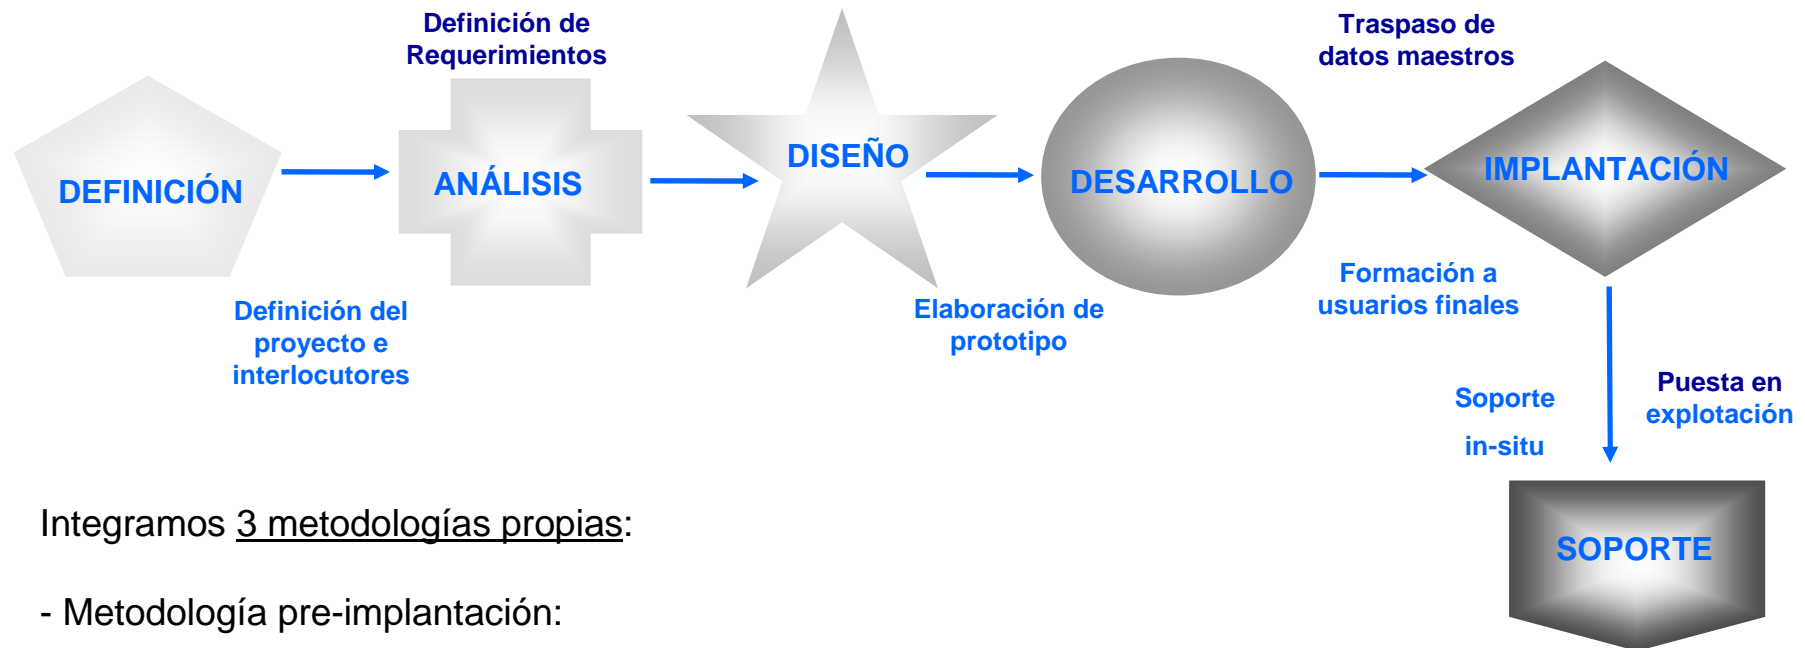 Definición de
Requerimientos
Traspaso de
datos maestros
DEFINICIÓN
ANÁLISIS
DISEÑO
DESARROLLO
IMPLANTACIÓN
Definición del
proyecto e
interlocutores
Elaboración de
prototipo
Formación a
usuarios finales
Soporte
in-situ
Puesta en
explotación
SOPORTE
Integramos 3 metodologías propias:
- Metodología pre-implantación: